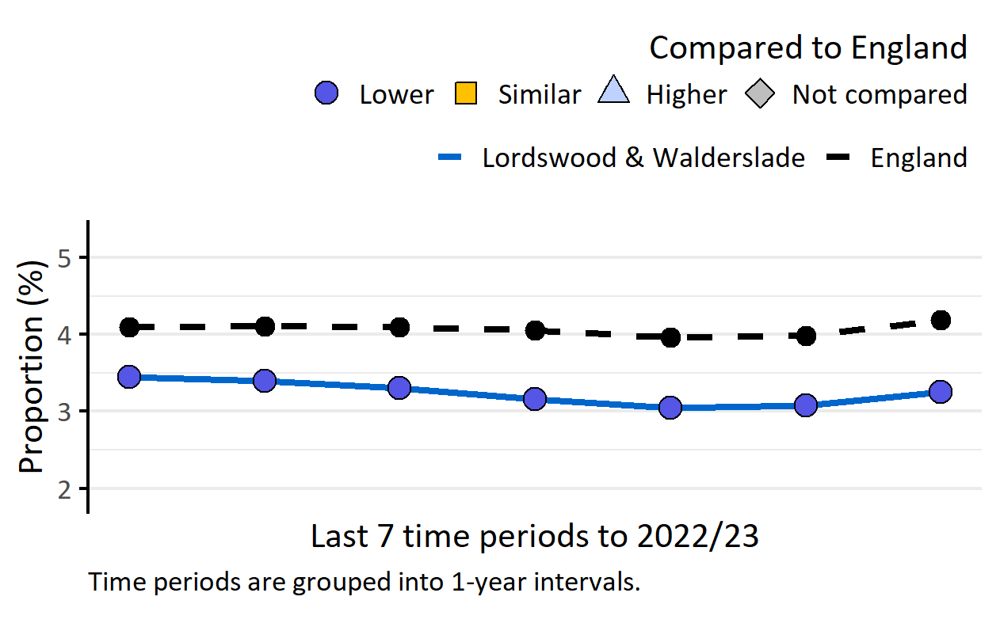 Compared to England
Lower Similar Higher Not compared
Lordswood & Walderslade England
Proportion (%)
5
4
3
2
Last 7 time periods to 2022/23
Time periods are grouped into 1-year intervals.